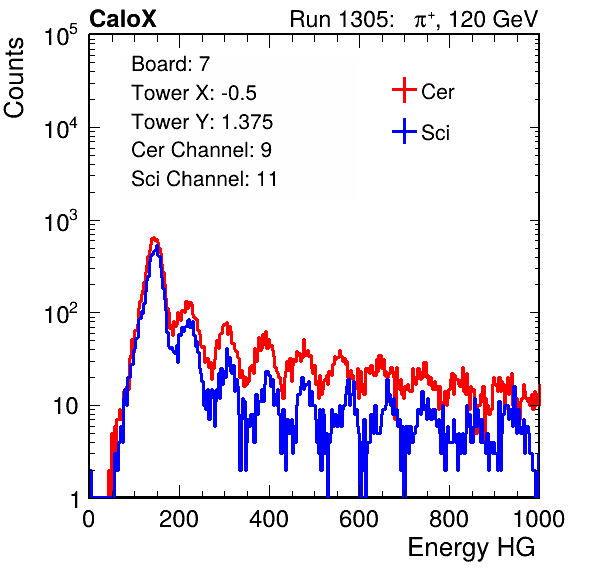 CaloX Run 1305: π⁺, 120 GeV
Counts
10⁵
10⁴
10³
10²
10
1
Board: 7
Tower X: -0.5
Tower Y: 1.375
Cer Channel: 9
Sci Channel: 11
Cer
Sci
0 200 400 600 800 1000
Energy HG